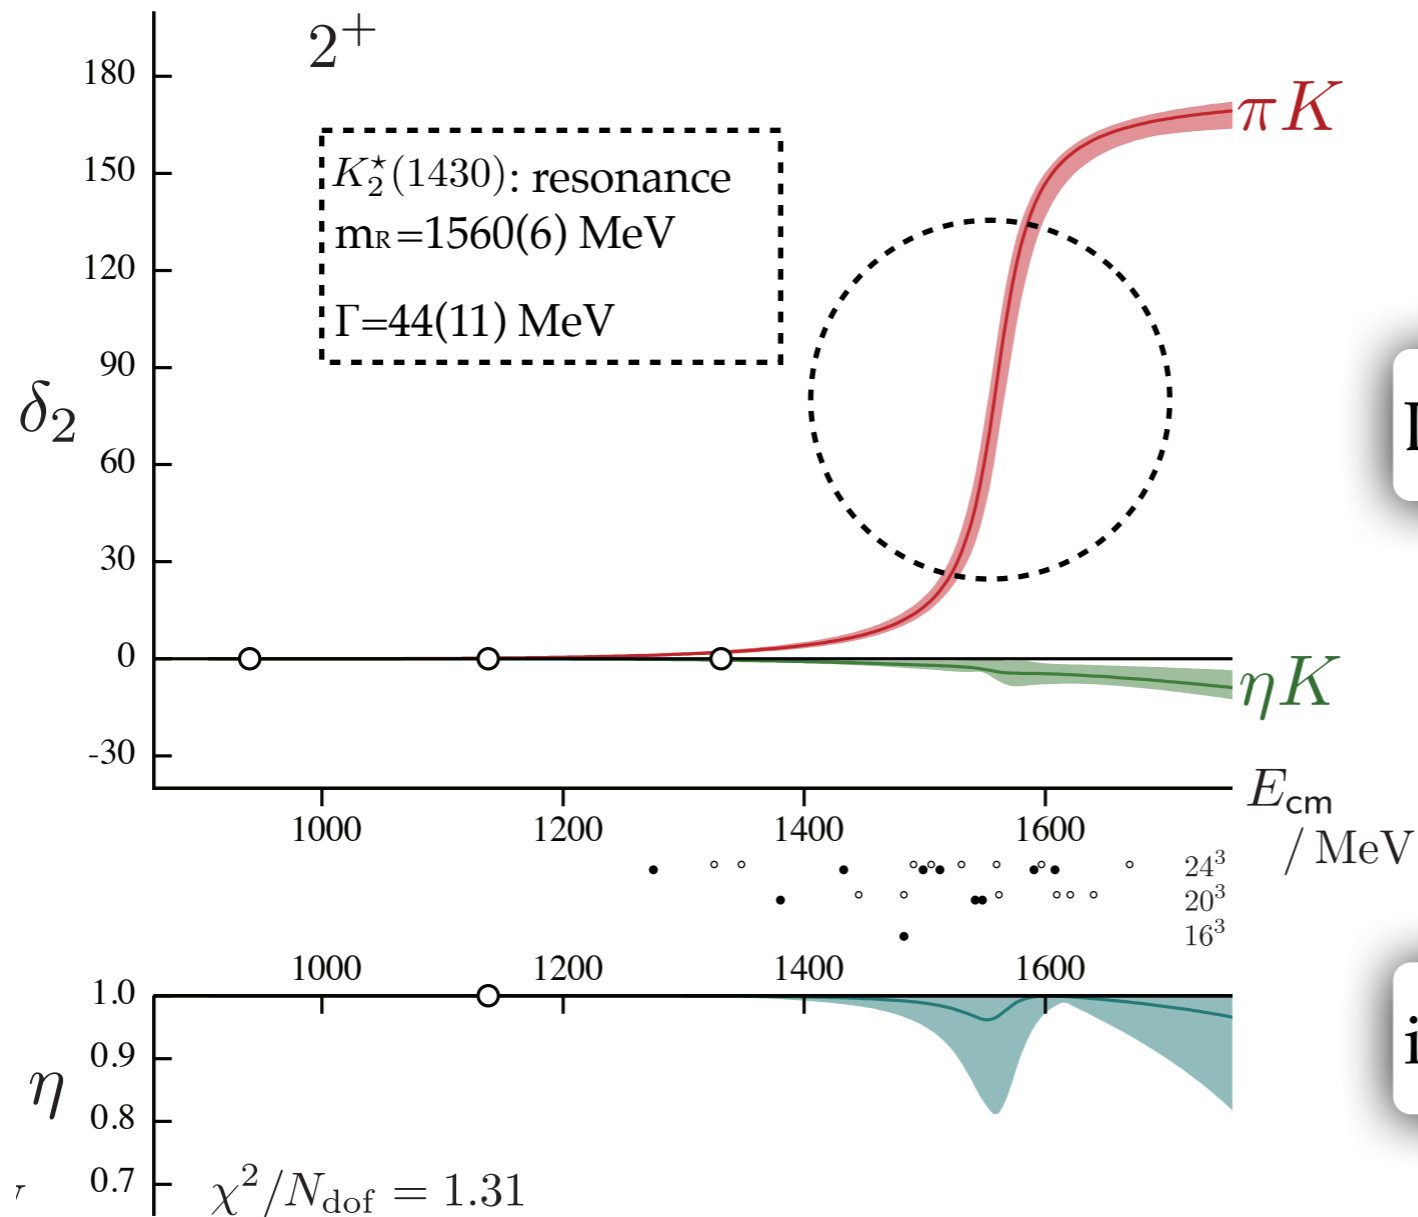 2⁺
180
150
120
90
60
30
0
-30
δ₂
K₂*(1430): resonance
mR=1560(6) MeV
Γ=44(11) MeV
πK
ηK
E_cm
/ MeV
1000 1200 1400 1600
24³
20³
16³
1000 1200 1400 1600
1.0
0.9
0.8
0.7
η
χ²/N_dof = 1.31